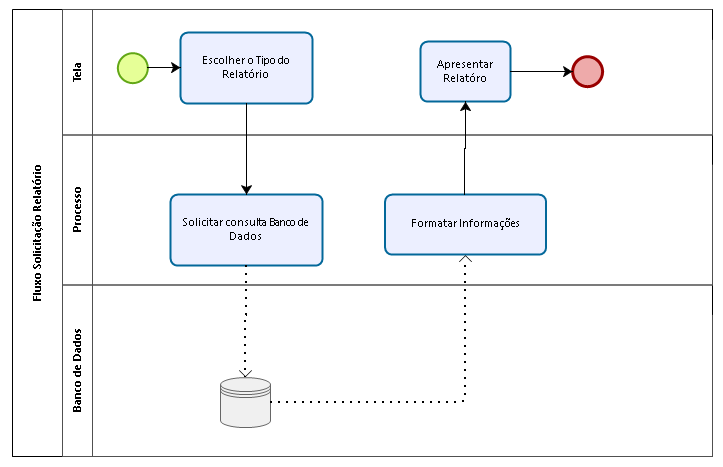 Fluxo Solicitação Relatório
Tela
Escolher o Tipo do
Relatório
Apresentar
Relatóro
Processo
Solicitar consulta Banco de
Dados
Formatar Informações
Banco de Dados